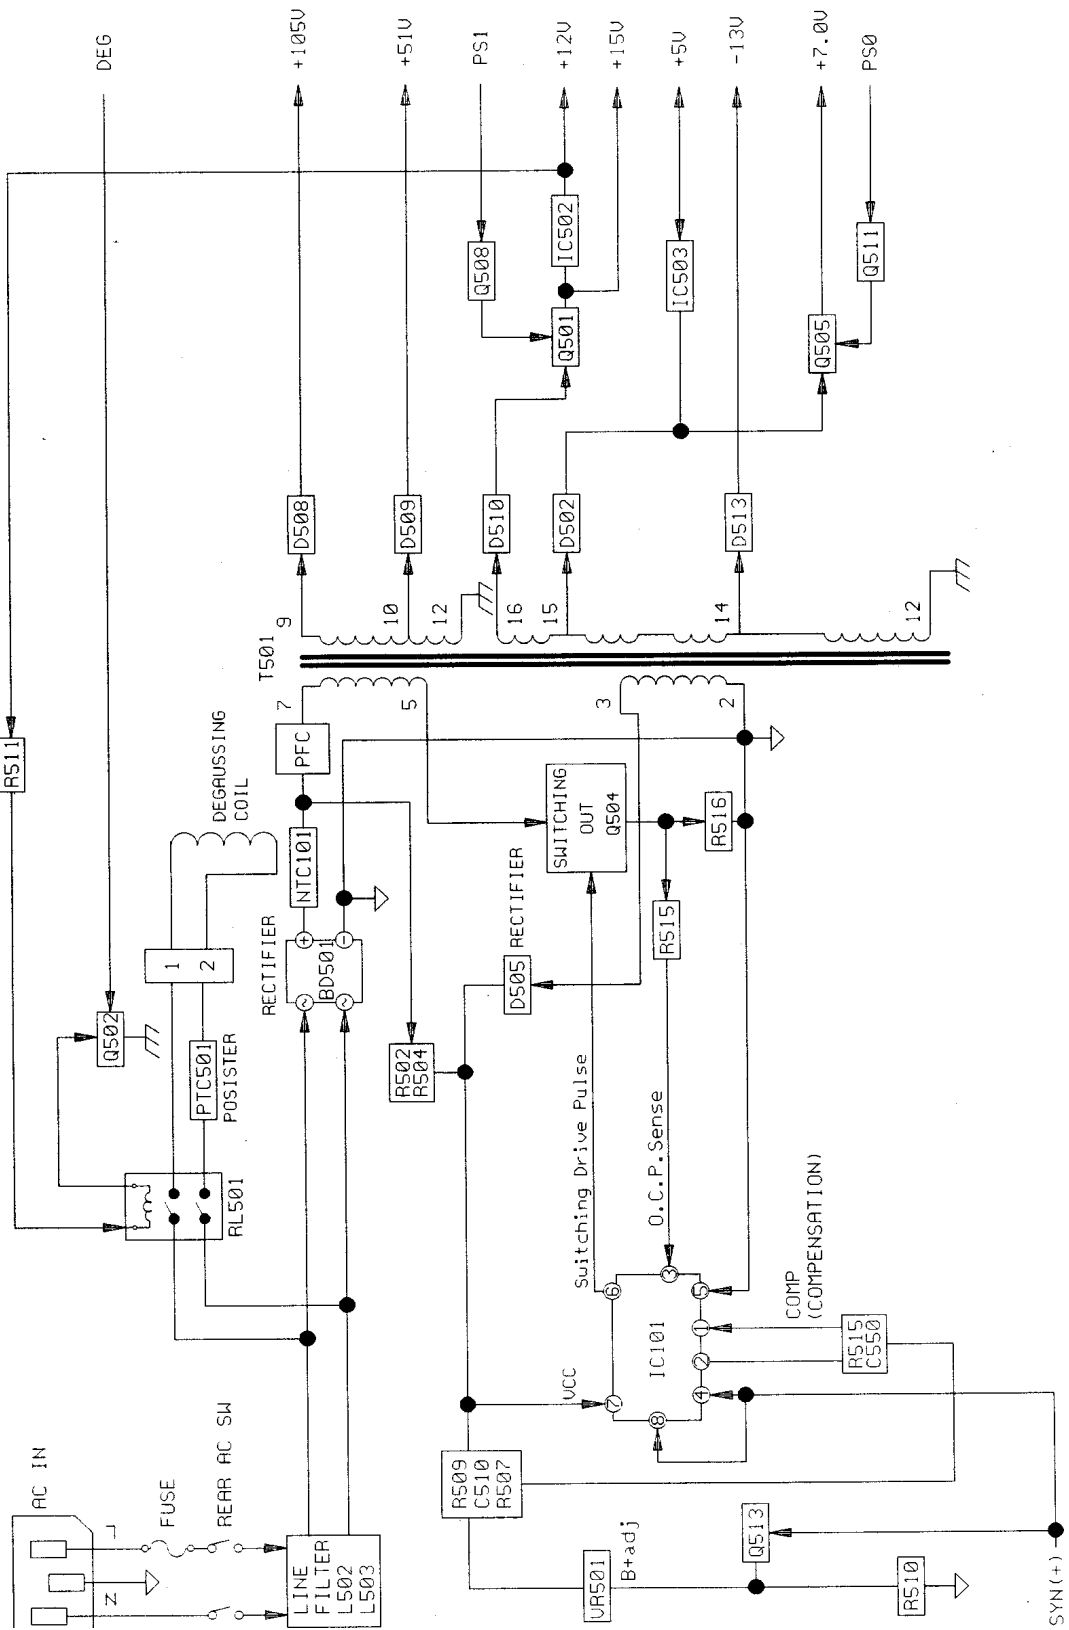 DEG
+105V
+51V
PS1
+12V
+15V
+5V
-13V
+7.0V
PS0
R511
Q508
IC502
Q501
IC503
Q511
Q505
D508
D509
D510
D502
D513
T501
9
10
12
16
15
14
12
7
5
3
2
DEGAUSSING
COIL
PFC
NTC101
1
2
RECTIFIER
+
-
BD501
~
~
Q502
PTC501
POSISTER
RL501
SWITCHING
OUT
Q504
R516
R515
D505
RECTIFIER
R502
R504
Switching Drive Pulse
O.C.P.Sense
COMP
(COMPENSATION)
IC101
6
3
5
1
2
4
8
7
VCC
R515
C550
R509
C510
R507
AC IN
L
N
FUSE
REAR AC SW
LINE
FILTER
L502
L503
VR501
B+adj
Q513
R510
SYN(+)